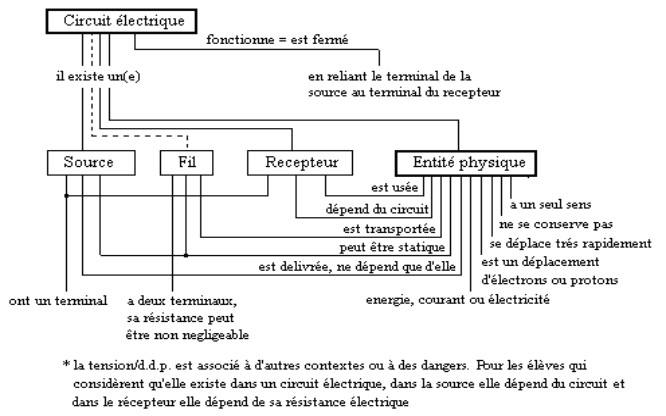 Circuit électrique
fonctionne = est fermé
il existe un(e)
en reliant le terminal de la
source au terminal du recepteur
Source
Fil
Recepteur
Entité physique
est usée
a un seul sens
dépend du circuit
ne se conserve pas
est transportée
se déplace trés rapidement
peut être statique
est un déplacement
d'électrons ou protons
est delivrée, ne dépend que d'elle
ont un terminal
a deux terminaux,
sa résistance peut
être non negligeable
energie, courant ou électricité
* la tension/d.d.p. est associé à d'autres contextes ou à des dangers. Pour les élèves qui
considèrent qu'elle existe dans un circuit électrique, dans la source elle dépend du circuit et
dans le récepteur elle dépend de sa résistance électrique